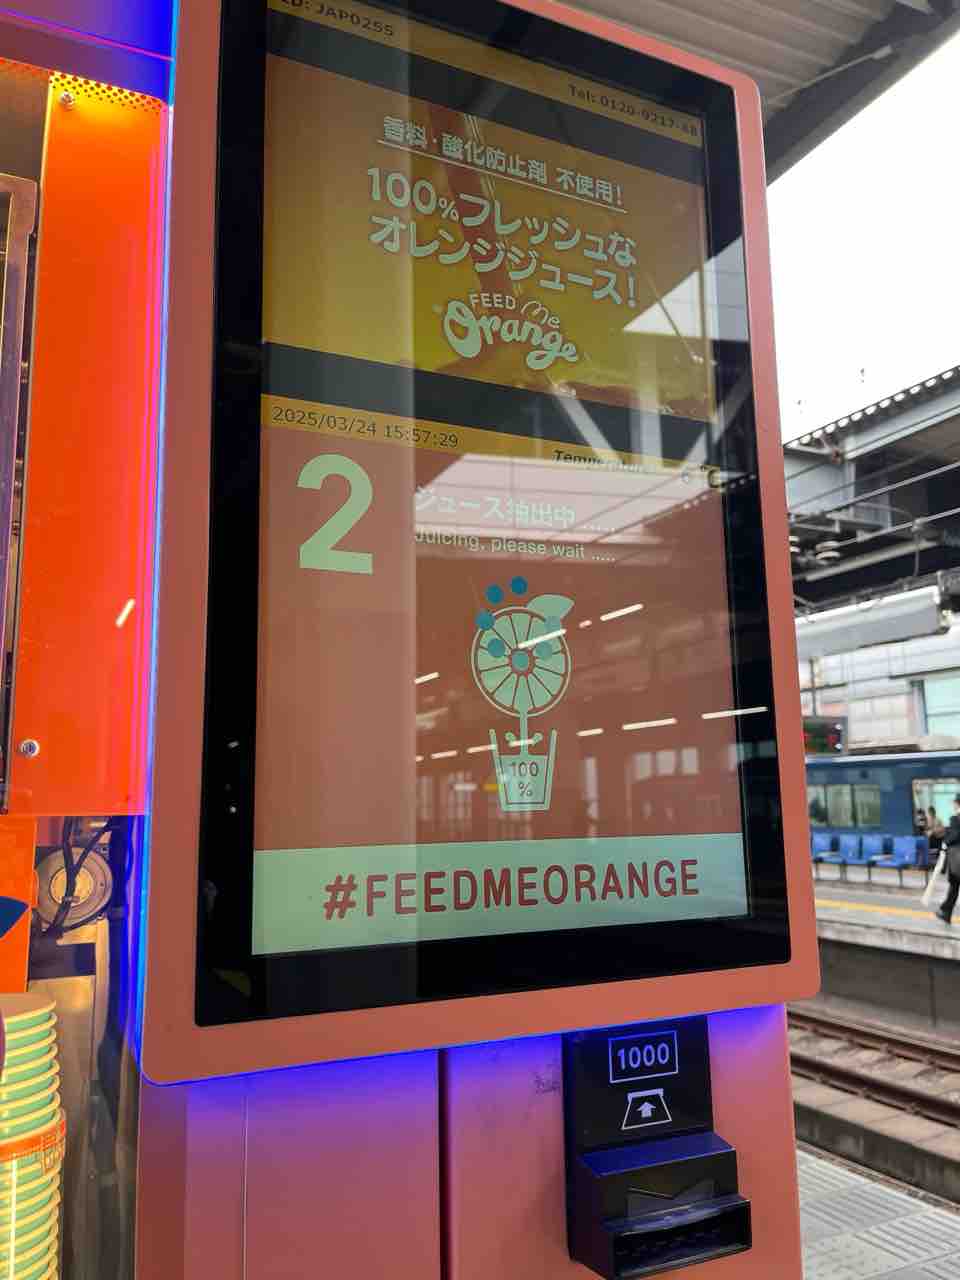 ID: JAP0255
Tel: 0120-9217-68
香料・酸化防止剤 不使用！
100%フレッシュな
オレンジジュース！
FEED Me
Orange
2025/03/24 15:57:29
2
ジュース抽出中 .....
Juicing, please wait .....
100
%
#FEEDMEORANGE
1000